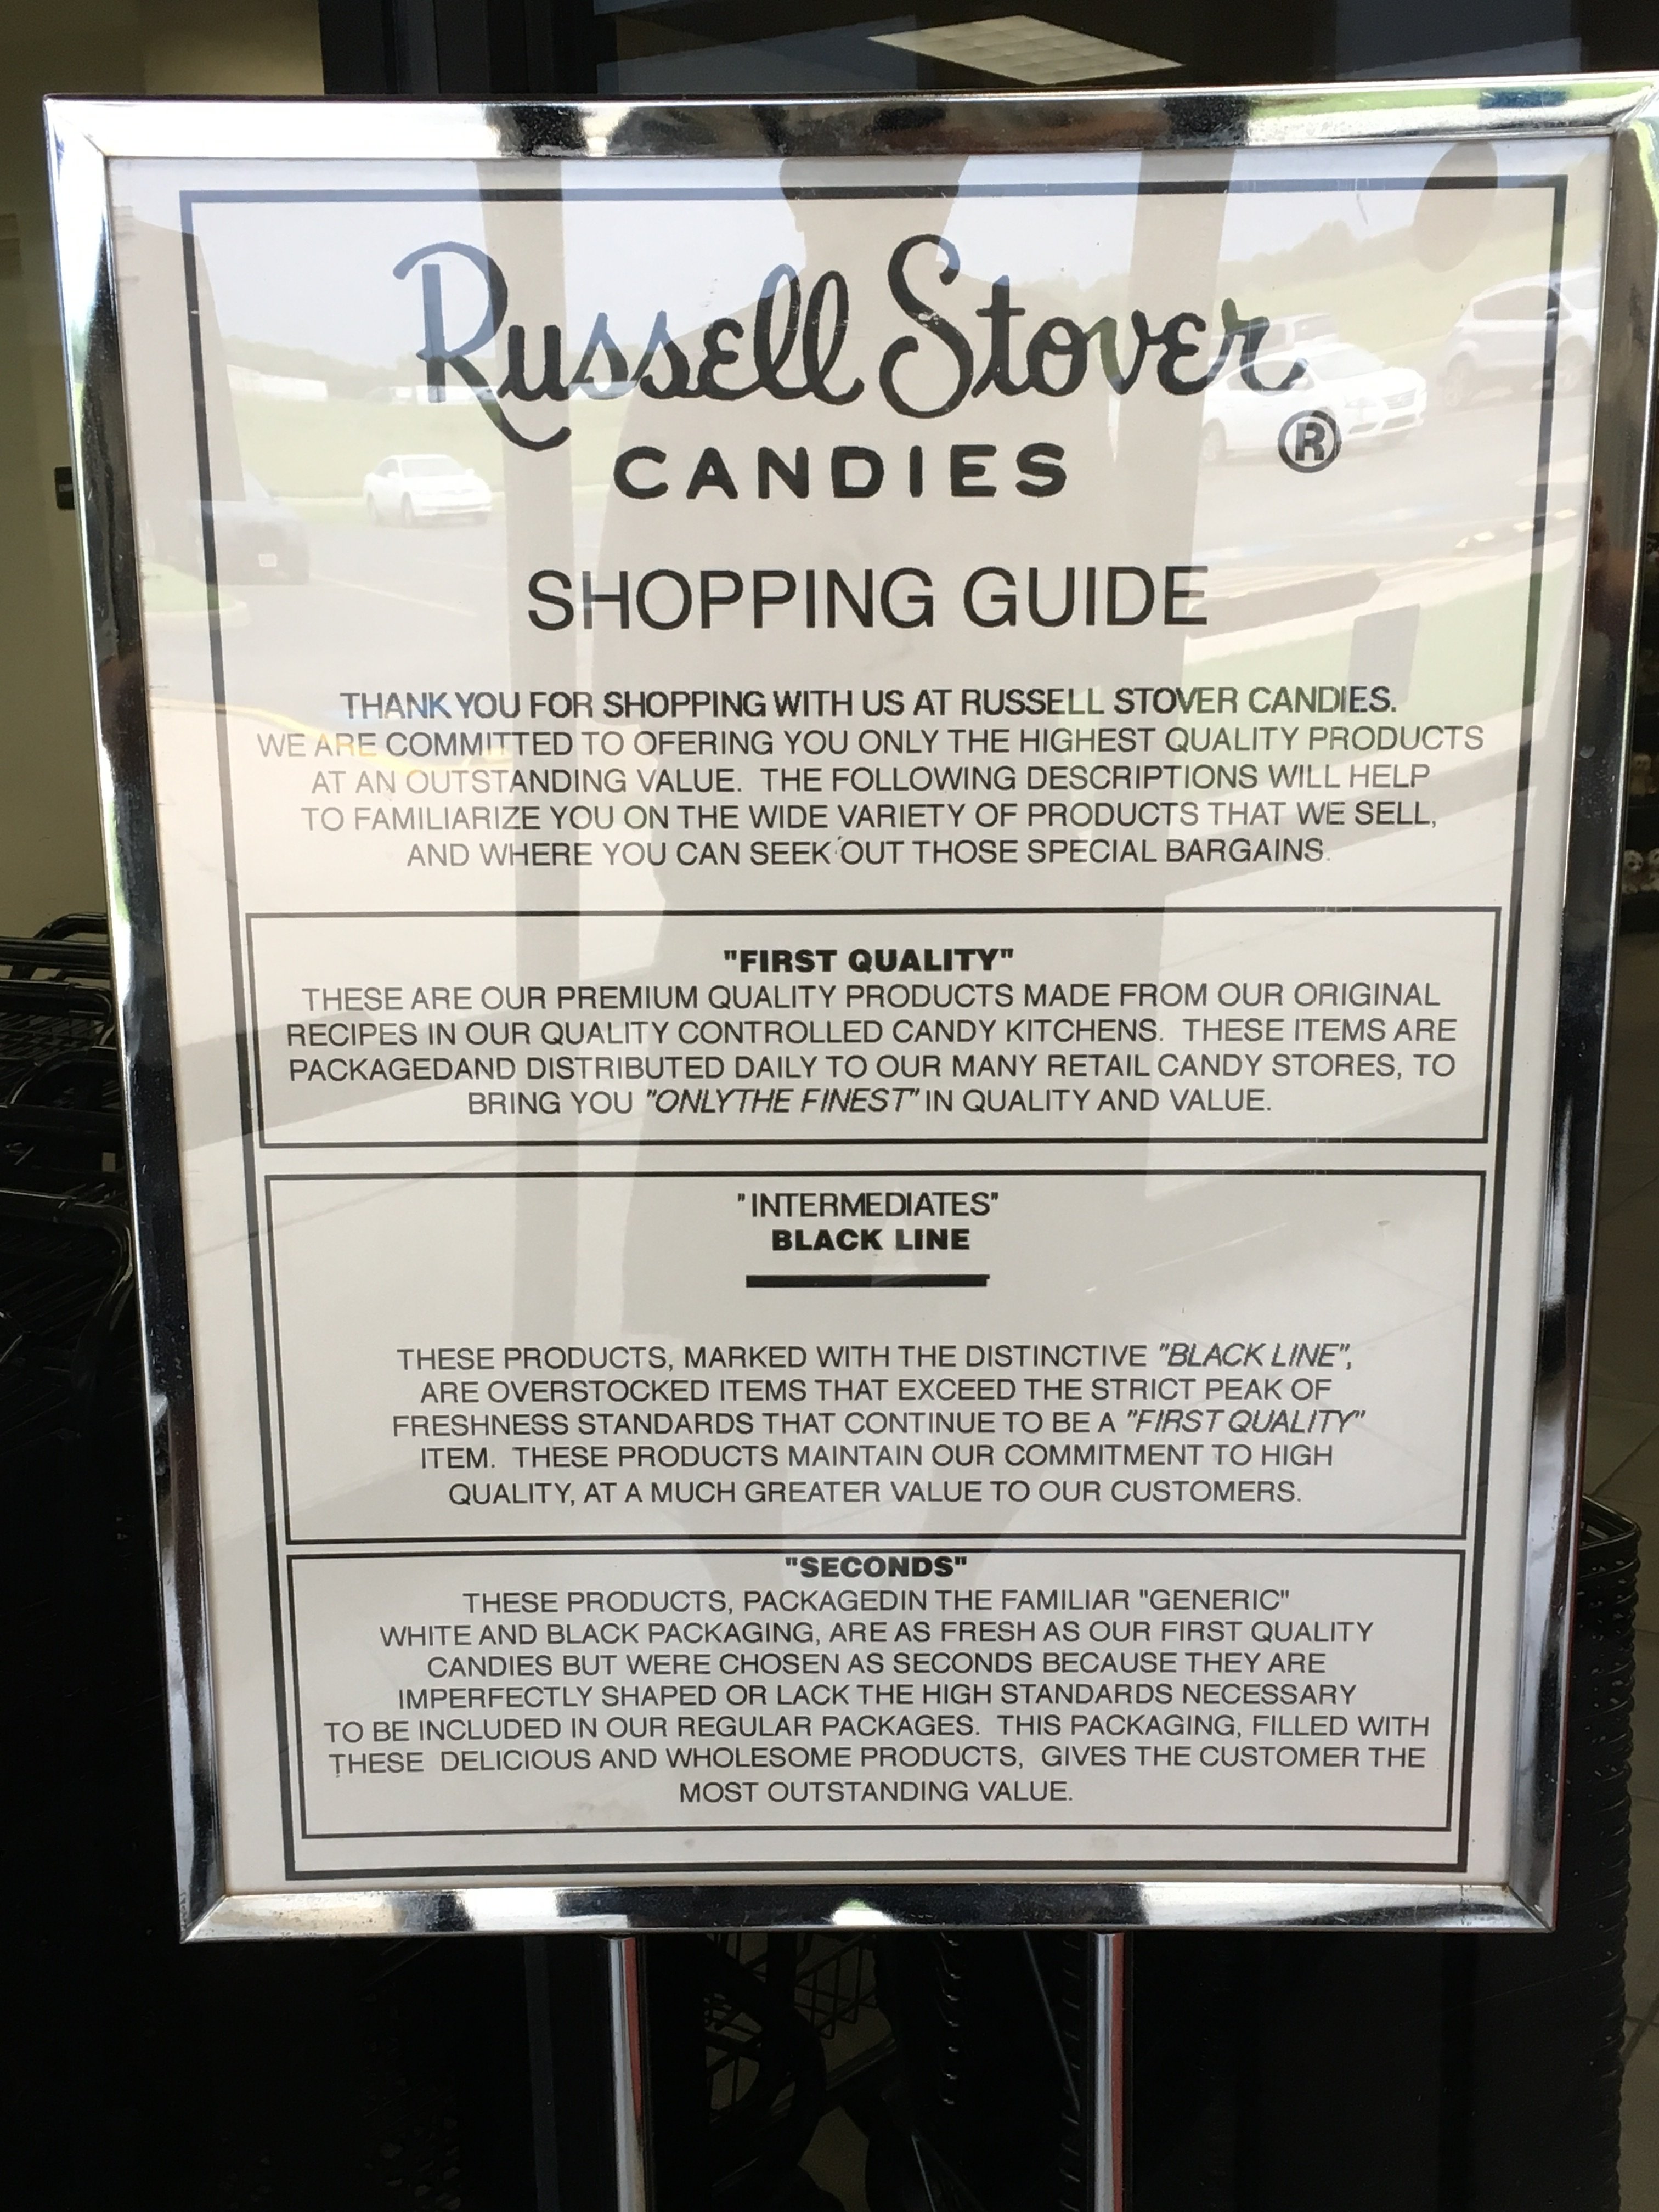 Russell Stover
®
CANDIES
SHOPPING GUIDE
THANK YOU FOR SHOPPING WITH US AT RUSSELL STOVER CANDIES.
WE ARE COMMITTED TO OFERING YOU ONLY THE HIGHEST QUALITY PRODUCTS
AT AN OUTSTANDING VALUE. THE FOLLOWING DESCRIPTIONS WILL HELP
TO FAMILIARIZE YOU ON THE WIDE VARIETY OF PRODUCTS THAT WE SELL,
AND WHERE YOU CAN SEEK OUT THOSE SPECIAL BARGAINS.
"FIRST QUALITY"
THESE ARE OUR PREMIUM QUALITY PRODUCTS MADE FROM OUR ORIGINAL
RECIPES IN OUR QUALITY CONTROLLED CANDY KITCHENS. THESE ITEMS ARE
PACKAGEDAND DISTRIBUTED DAILY TO OUR MANY RETAIL CANDY STORES, TO
BRING YOU "ONLYTHE FINEST" IN QUALITY AND VALUE.
"INTERMEDIATES"
BLACK LINE
THESE PRODUCTS, MARKED WITH THE DISTINCTIVE "BLACK LINE",
ARE OVERSTOCKED ITEMS THAT EXCEED THE STRICT PEAK OF
FRESHNESS STANDARDS THAT CONTINUE TO BE A "FIRST QUALITY"
ITEM. THESE PRODUCTS MAINTAIN OUR COMMITMENT TO HIGH
QUALITY, AT A MUCH GREATER VALUE TO OUR CUSTOMERS.
"SECONDS"
THESE PRODUCTS, PACKAGEDIN THE FAMILIAR "GENERIC"
WHITE AND BLACK PACKAGING, ARE AS FRESH AS OUR FIRST QUALITY
CANDIES BUT WERE CHOSEN AS SECONDS BECAUSE THEY ARE
IMPERFECTLY SHAPED OR LACK THE HIGH STANDARDS NECESSARY
TO BE INCLUDED IN OUR REGULAR PACKAGES. THIS PACKAGING, FILLED WITH
THESE DELICIOUS AND WHOLESOME PRODUCTS, GIVES THE CUSTOMER THE
MOST OUTSTANDING VALUE.